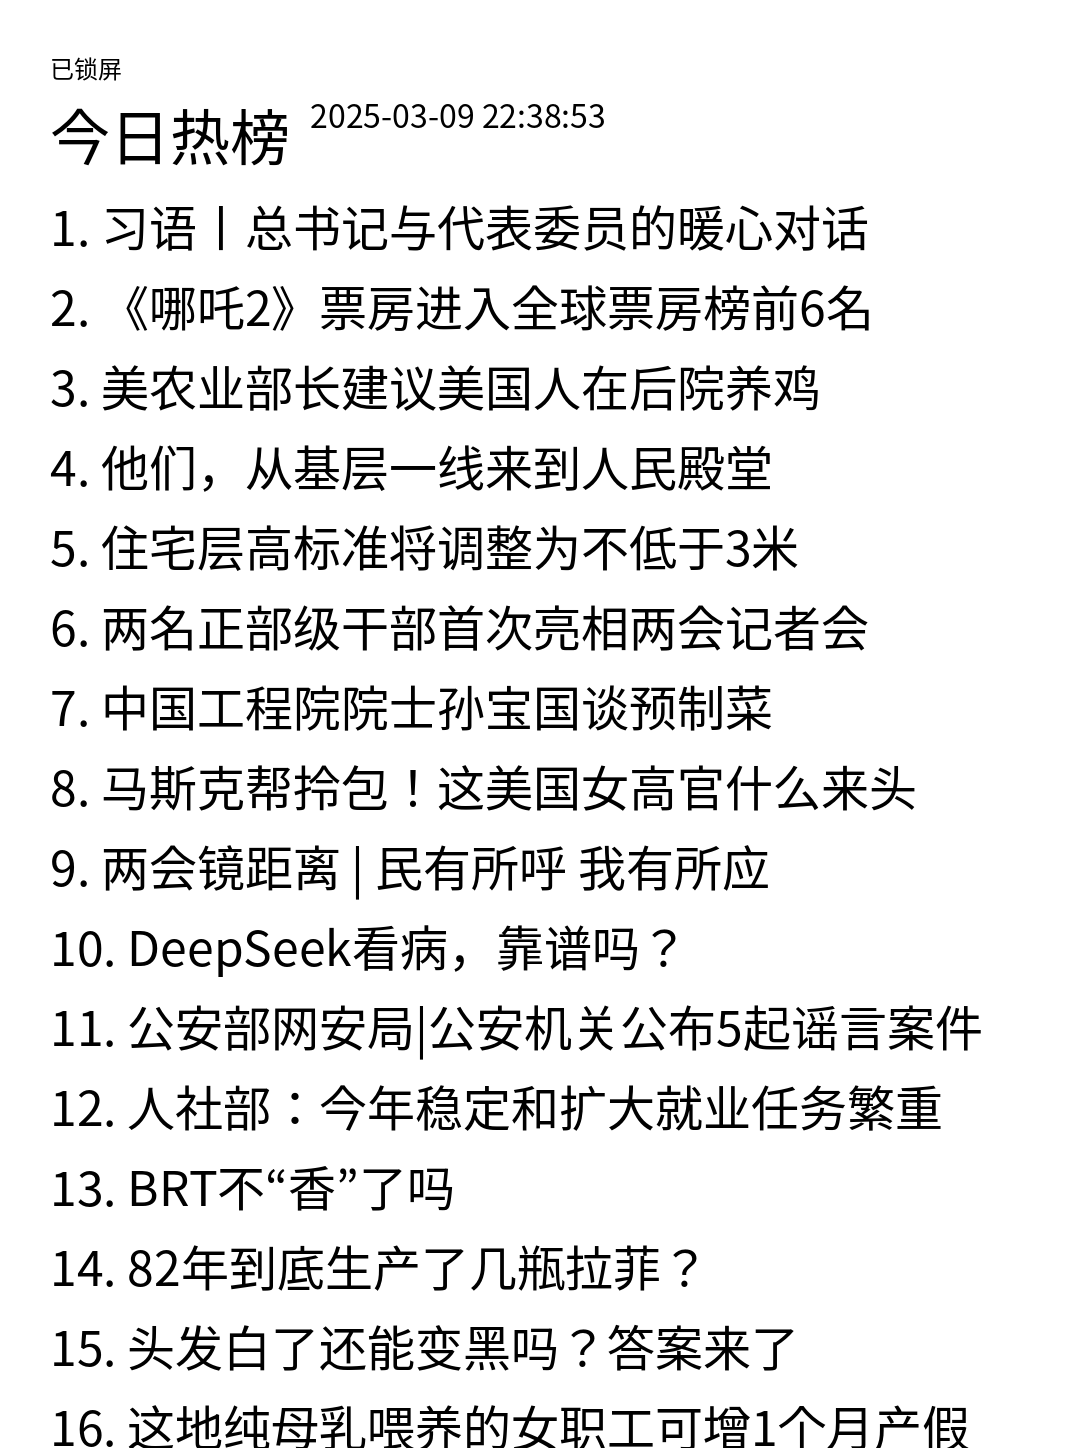 已锁屏
今日热榜 2025-03-09 22:38:53
1. 习语丨总书记与代表委员的暖心对话
2. 《哪吒2》票房进入全球票房榜前6名
3. 美农业部长建议美国人在后院养鸡
4. 他们，从基层一线来到人民殿堂
5. 住宅层高标准将调整为不低于3米
6. 两名正部级干部首次亮相两会记者会
7. 中国工程院院士孙宝国谈预制菜
8. 马斯克帮拎包！这美国女高官什么来头
9. 两会镜距离 | 民有所呼 我有所应
10. DeepSeek看病，靠谱吗？
11. 公安部网安局|公安机关公布5起谣言案件
12. 人社部：今年稳定和扩大就业任务繁重
13. BRT不“香”了吗
14. 82年到底生产了几瓶拉菲？
15. 头发白了还能变黑吗？答案来了
16. 这地纯母乳喂养的女职工可增1个月产假